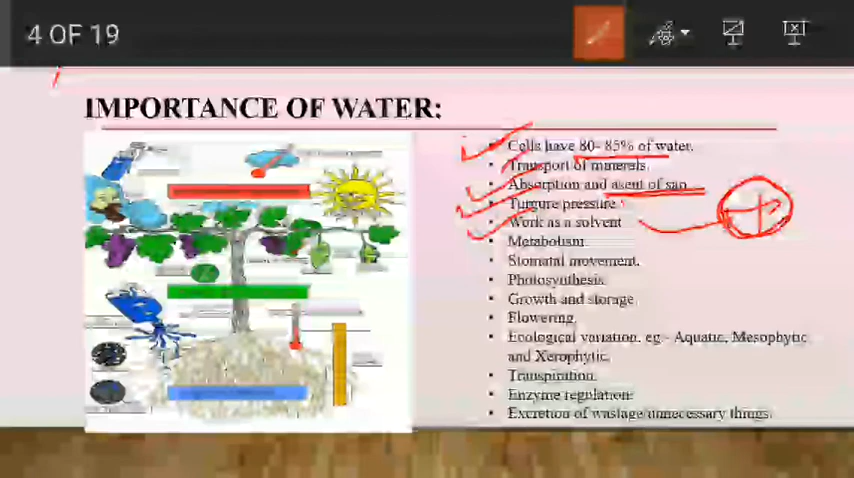 4 OF 19
IMPORTANCE OF WATER:
• Cells have 80- 85% of water.
• Transport of minerals.
• Absorption and asent of sap
• Turgure pressure
• Work as a solvent
• Metabolism.
• Stomatal movement.
• Photosynthesis.
• Growth and storage
• Flowering.
• Ecological variation. eg - Aquatic, Mesophytic
and Xerophytic.
• Transpiration.
• Enzyme regulation.
• Excretion of wastage unnecessary things.